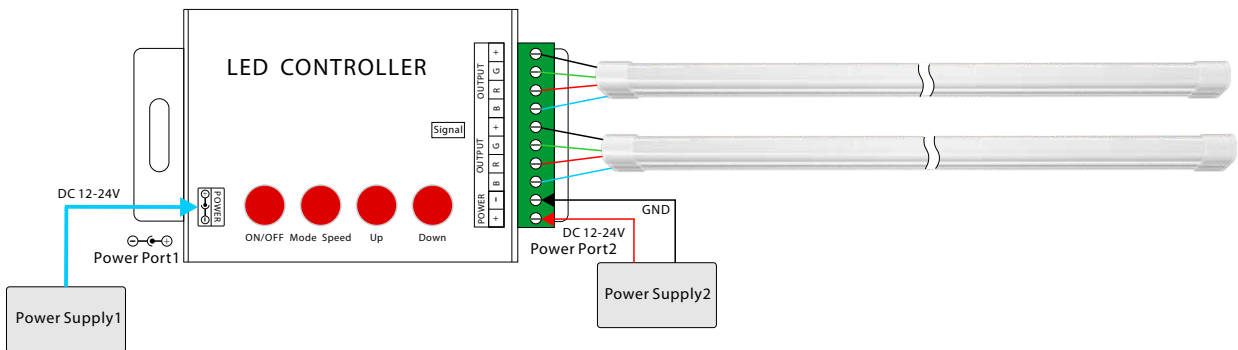 LED CONTROLLER
Signal
OUTPUT
+
G
R
B
OUTPUT
+
G
R
B
POWER
-
+
DC 12-24V
POWER
ON/OFF
Mode Speed
Up
Down
GND
DC 12-24V
Power Port1
Power Port2
Power Supply1
Power Supply2